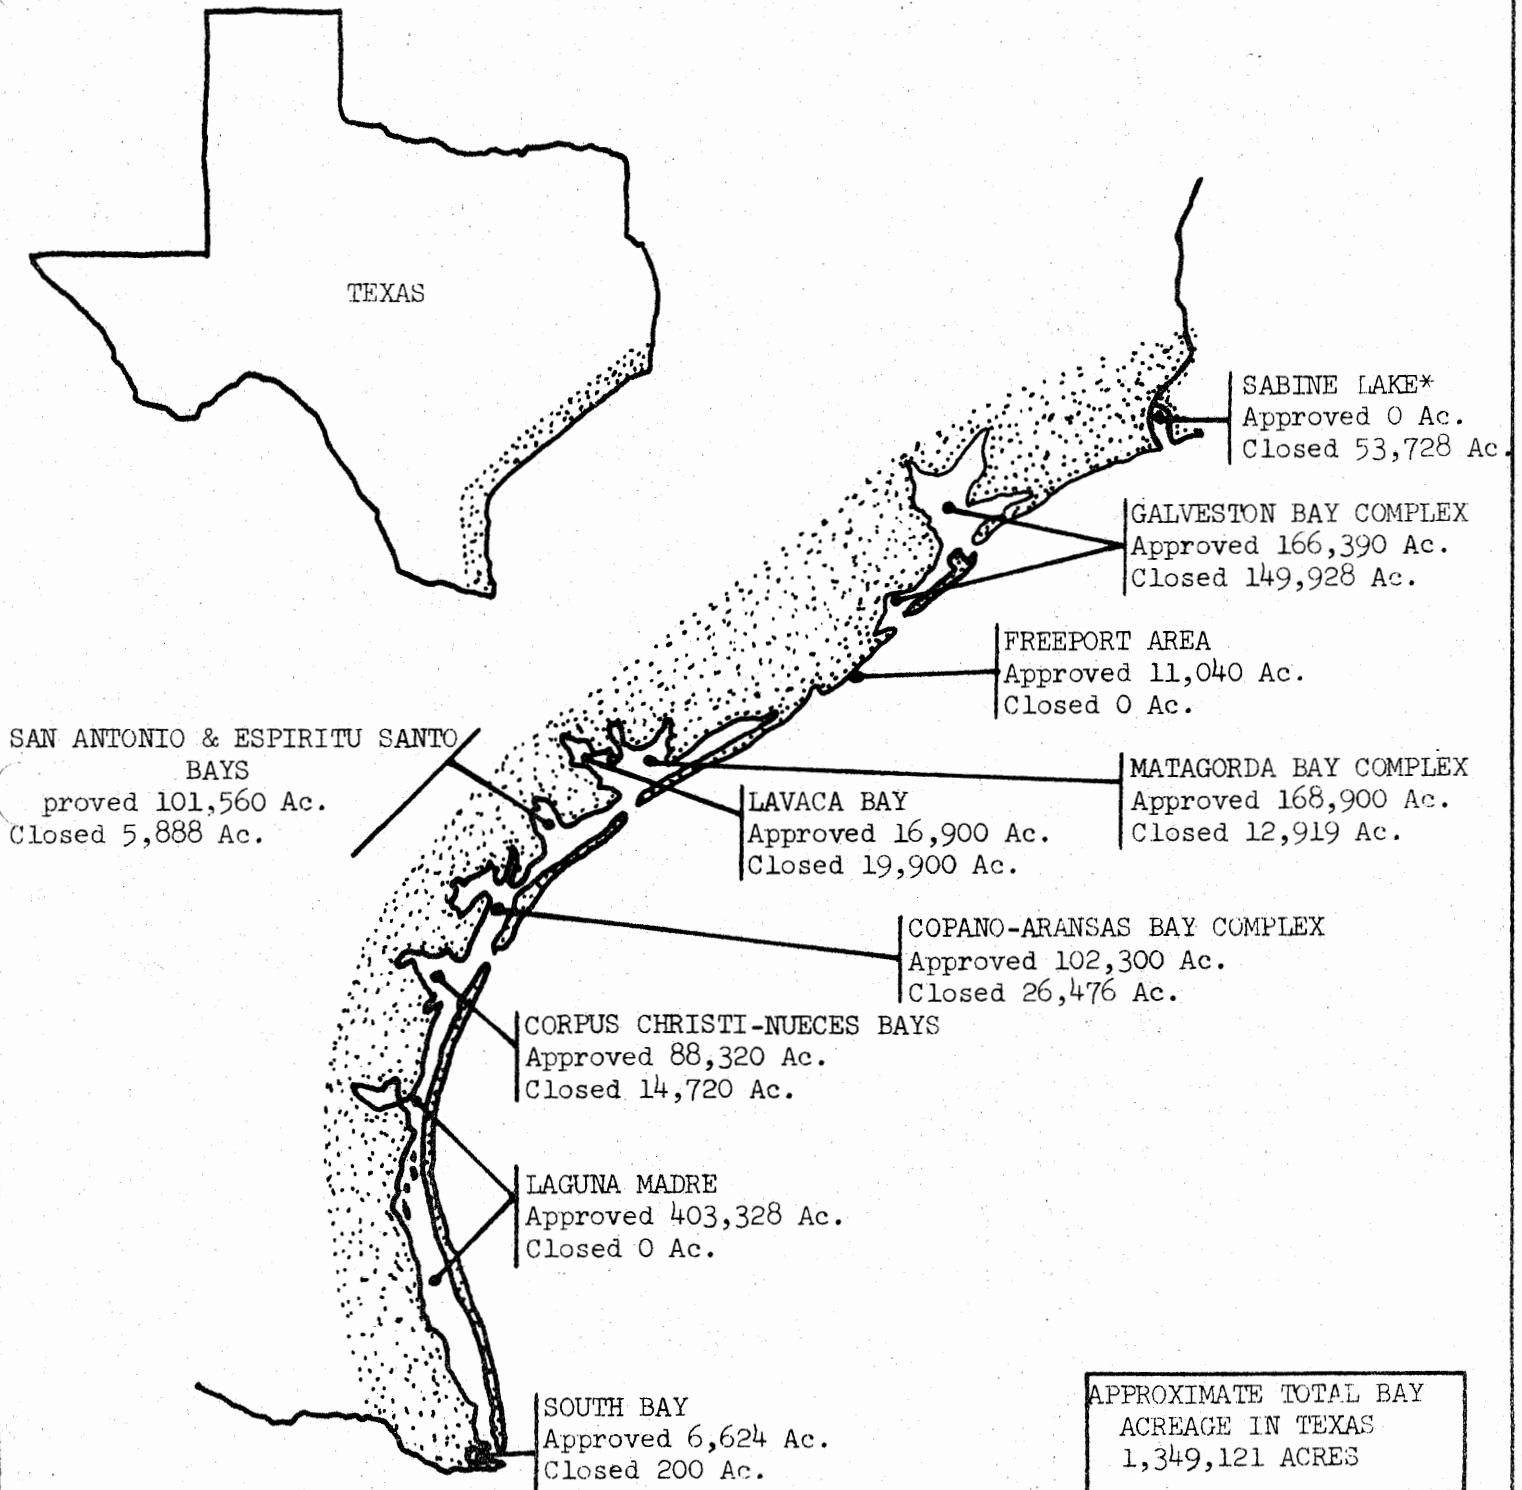 TEXAS
SABINE LAKE*
Approved 0 Ac.
Closed 53,728 Ac.
GALVESTON BAY COMPLEX
Approved 166,390 Ac.
Closed 149,928 Ac.
FREEPORT AREA
Approved 11,040 Ac.
Closed 0 Ac.
SAN ANTONIO & ESPIRITU SANTO
BAYS
proved 101,560 Ac.
Closed 5,888 Ac.
MATAGORDA BAY COMPLEX
Approved 168,900 Ac.
Closed 12,919 Ac.
LAVACA BAY
Approved 16,900 Ac.
Closed 19,900 Ac.
COPANO-ARANSAS BAY COMPLEX
Approved 102,300 Ac.
Closed 26,476 Ac.
CORPUS CHRISTI-NUECES BAYS
Approved 88,320 Ac.
Closed 14,720 Ac.
LAGUNA MADRE
Approved 403,328 Ac.
Closed 0 Ac.
SOUTH BAY
Approved 6,624 Ac.
Closed 200 Ac.
APPROXIMATE TOTAL BAY
ACREAGE IN TEXAS
1,349,121 ACRES